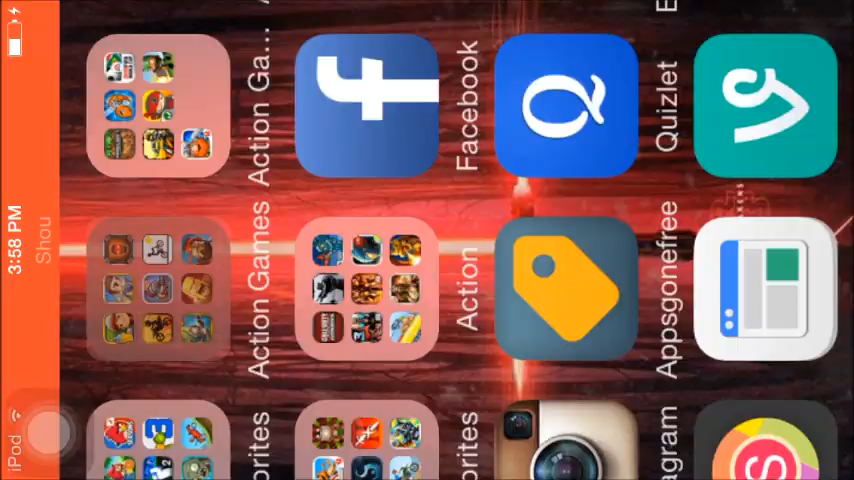 iPod 3:58 PM
Shou
orites Action Games Action Ga...
orites Action Facebook
agram Appsgonefree Quizlet